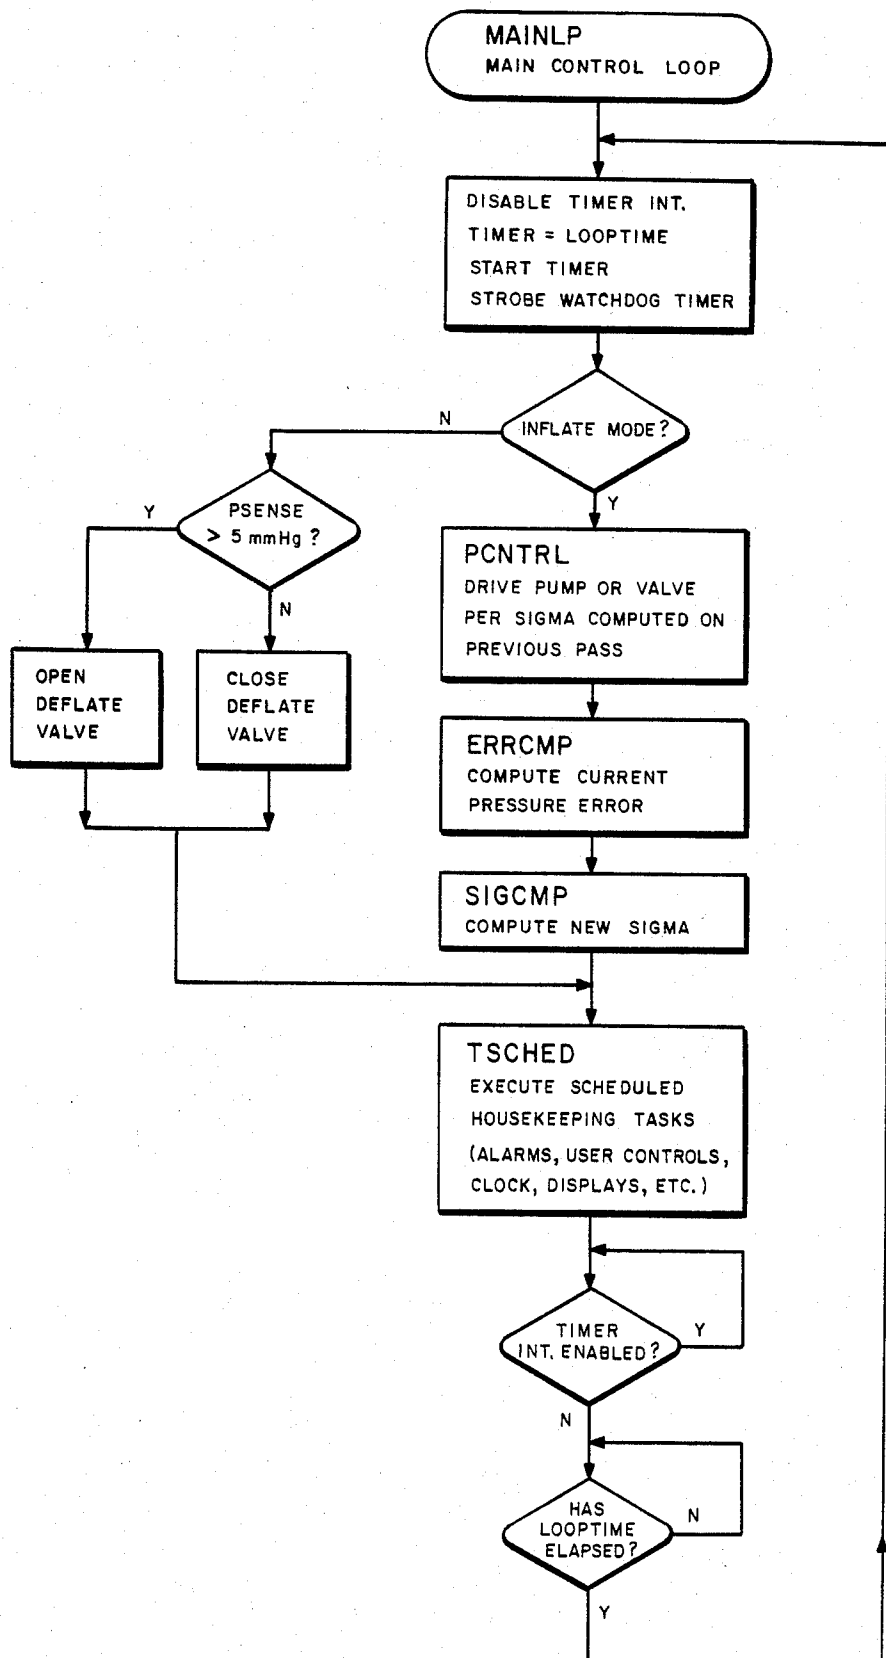 MAINLP
MAIN CONTROL LOOP
DISABLE TIMER INT.
TIMER = LOOPTIME
START TIMER
STROBE WATCHDOG TIMER
INFLATE MODE?
N
Y
PSENSE
> 5 mmHg ?
Y
N
OPEN
DEFLATE
VALVE
CLOSE
DEFLATE
VALVE
PCNTRL
DRIVE PUMP OR VALVE
PER SIGMA COMPUTED ON
PREVIOUS PASS
ERRCMP
COMPUTE CURRENT
PRESSURE ERROR
SIGCMP
COMPUTE NEW SIGMA
TSCHED
EXECUTE SCHEDULED
HOUSEKEEPING TASKS
(ALARMS, USER CONTROLS,
CLOCK, DISPLAYS, ETC.)
TIMER
INT. ENABLED?
Y
N
HAS
LOOPTIME
ELAPSED?
N
Y